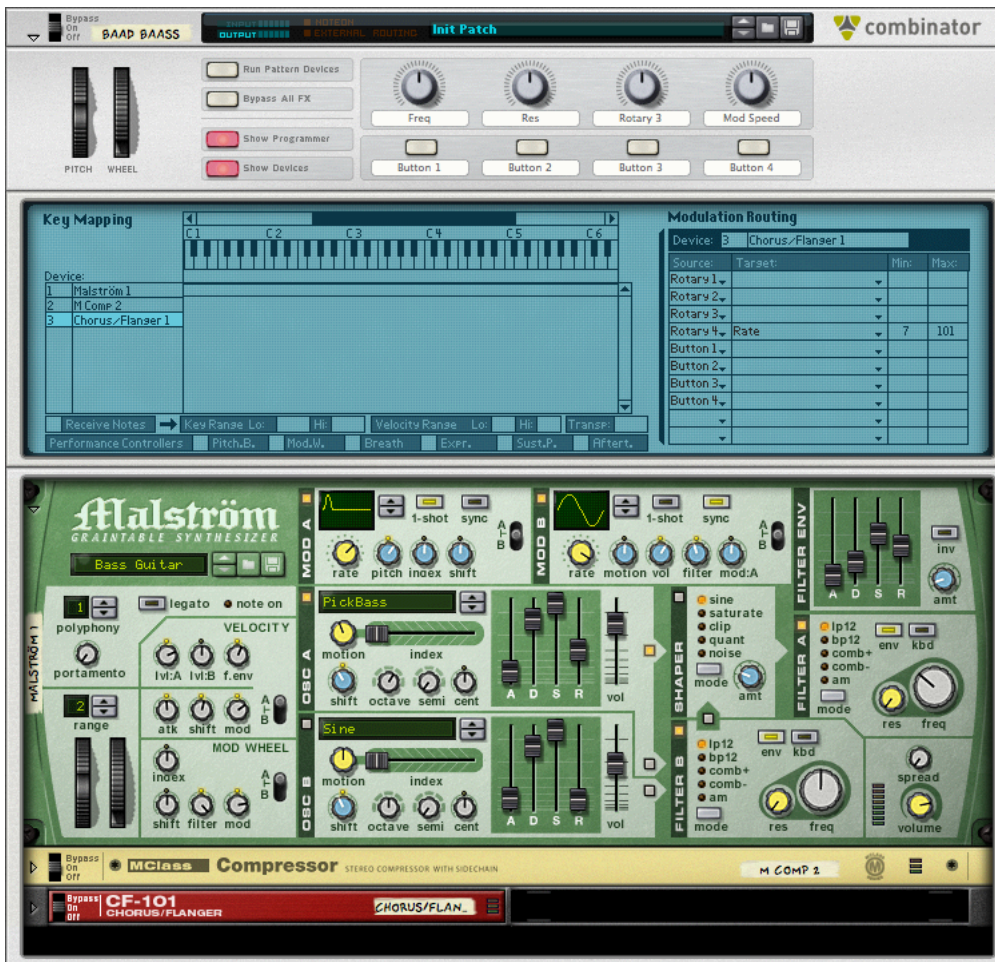 Bypass
On
Off
BAAD BAASS
INPUT
OUTPUT
NOTEON
EXTERNAL ROUTING
Init Patch
combinator
Run Pattern Devices
Bypass All FX
Show Programmer
Show Devices
PITCH WHEEL
Freq Res Rotary 3 Mod Speed
Button 1 Button 2 Button 3 Button 4
Key Mapping
C1 C2 C3 C4 C5 C6
Device:
1 Malström 1
2 M Comp 2
3 Chorus/Flanger 1
Receive Notes Key Range Lo: Hi: Velocity Range Lo: Hi: Transp:
Performance Controllers Pitch.B. Mod.W. Breath Expr. Sust.P. Aftert.
Modulation Routing
Device: 3 Chorus/Flanger 1
Source: Target: Min: Max:
Rotary 1
Rotary 2
Rotary 3
Rotary 4 Rate 7 101
Button 1
Button 2
Button 3
Button 4
Malström
GRAINTABLE SYNTHESIZER
Bass Guitar
MALSTRÖM 1
1
polyphony
legato note on
portamento
VELOCITY
lvl:A lvl:B f.env
2
range
atk shift mod
A
B
MOD WHEEL
index
A
B
shift filter mod
MOD A
1-shot sync
A
B
rate pitch index shift
MOD B
1-shot sync
A
B
rate motion vol filter mod:A
OSC A
PickBass
motion index
shift octave semi cent
A D S R vol
OSC B
Sine
motion index
shift octave semi cent
A D S R vol
SHAPER
sine
saturate
clip
quant
noise
mode
amt
FILTER ENV
A D S R
inv
amt
FILTER A
lp12
bp12
comb+
comb-
am
env kbd
mode
res freq
FILTER B
lp12
bp12
comb+
comb-
am
env kbd
mode
res freq
spread
volume
Bypass
On
Off
MClass Compressor STEREO COMPRESSOR WITH SIDECHAIN
M COMP 2
M
Bypass
On
Off
CF-101
CHORUS/FLANGER
CHORUS/FLAN_